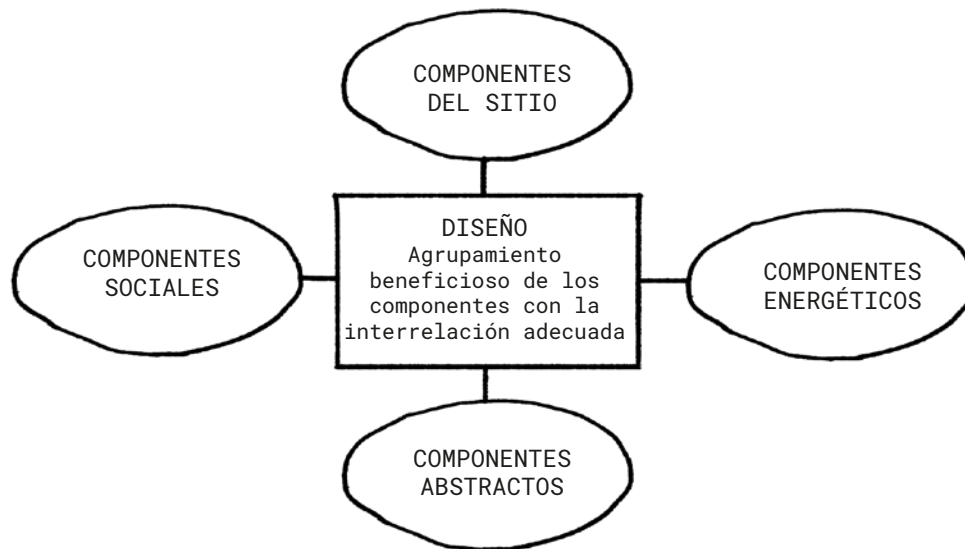 COMPONENTES
DEL SITIO
COMPONENTES
SOCIALES
DISEÑO
Agrupamiento
beneficioso de los
componentes con la
interrelación adecuada
COMPONENTES
ENERGÉTICOS
COMPONENTES
ABSTRACTOS